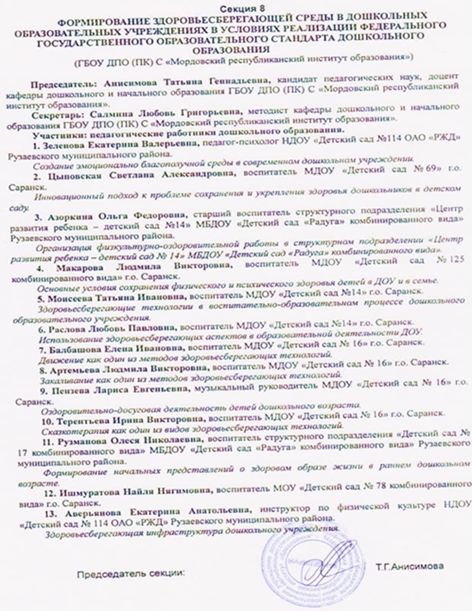 Секция 8
ФОРМИРОВАНИЕ ЗДОРОВЬЕСБЕРЕГАЮЩЕЙ СРЕДЫ В ДОШКОЛЬНЫХ
ОБРАЗОВАТЕЛЬНЫХ УЧРЕЖДЕНИЯХ В УСЛОВИЯХ РЕАЛИЗАЦИИ ФЕДЕРАЛЬНОГО
ГОСУДАРСТВЕННОГО ОБРАЗОВАТЕЛЬНОГО СТАНДАРТА ДОШКОЛЬНОГО
ОБРАЗОВАНИЯ
(ГБОУ ДПО (ПК) С «Мордовский республиканский институт образования»)
Председатель: Анисимова Татьяна Геннадьевна, кандидат педагогических наук, доцент
кафедры дошкольного и начального образования ГБОУ ДПО (ПК) С «Мордовский республиканский
институт образования».
Секретарь: Салмина Любовь Григорьевна, методист кафедры дошкольного и начального
образования ГБОУ ДПО (ПК) С «Мордовский республиканский институт образования».
Участники: педагогические работники дошкольного образования.
1. Зеленова Екатерина Валерьевна, педагог-психолог НДОУ «Детский сад №114 ОАО «РЖД»
Рузаевского муниципального района.
Создание эмоционально благополучной среды в современном дошкольном учреждении.
2. Цыновская Светлана Александровна, воспитатель МДОУ «Детский сад №69» г.о.
Саранск.
Инновационный подход к проблеме сохранения и укрепления здоровья дошкольников в детском
саду.
3. Азоркина Ольга Федоровна, старший воспитатель структурного подразделения «Центр
развития ребенка – детский сад №14» МБДОУ «Детский сад «Радуга» комбинированного вида»
Рузаевского муниципального района.
Организация физкультурно-оздоровительной работы в структурном подразделении «Центр
развития ребенка – детский сад № 14» МБДОУ «Детский сад «Радуга» комбинированного вида».
4. Макарова Людмила Викторовна, воспитатель МДОУ «Детский сад №125
комбинированного вида» г.о. Саранск.
Основные условия сохранения физического и психического здоровья детей в ДОУ и в семье.
5. Моисеева Татьяна Ивановна, воспитатель МДОУ «Детский сад №14» г.о. Саранск.
Здоровьесберегающие технологии в воспитательно-образовательном процессе дошкольного
образовательного учреждения.
6. Раслова Любовь Павловна, воспитатель МДОУ «Детский сад №14» г.о. Саранск.
Использование здоровьесберегающих аспектов в образовательной деятельности ДОУ.
7. Балбашова Елена Ивановна, воспитатель МДОУ «Детский сад № 16» г.о. Саранск.
Движение как один из методов здоровьесберегающих технологий.
8. Артемьева Людмила Викторовна, воспитатель МДОУ «Детский сад № 16» г.о. Саранск.
Закаливание как один из методов здоровьесберегающих технологий.
9. Пензева Лариса Евгеньевна, музыкальный руководитель МДОУ «Детский сад № 16» г.о.
Саранск.
Оздоровительно-досуговая деятельность детей дошкольного возраста.
10. Терентьева Ирина Викторовна, воспитатель МДОУ «Детский сад № 16» г.о. Саранск.
Сказкотерапия как один из видов здоровьесберегающих технологий.
11. Рузманова Олеся Николаевна, воспитатель структурного подразделения «Детский сад №
17 комбинированного вида» МБДОУ «Детский сад «Радуга» комбинированного вида» Рузаевского
муниципального района.
Формирование начальных представлений о здоровом образе жизни в раннем дошкольном
возрасте.
12. Ишмуратова Найля Нягимовна, воспитатель МОУ «Детский сад № 78 комбинированного
вида» г.о. Саранск.
13. Аверьянова Екатерина Анатольевна, инструктор по физической культуре НДОУ
«Детский сад № 114 ОАО «РЖД» Рузаевского муниципального района.
Здоровьесберегающая инфраструктура дошкольного учреждения.
Председатель секции: Т.Г.Анисимова